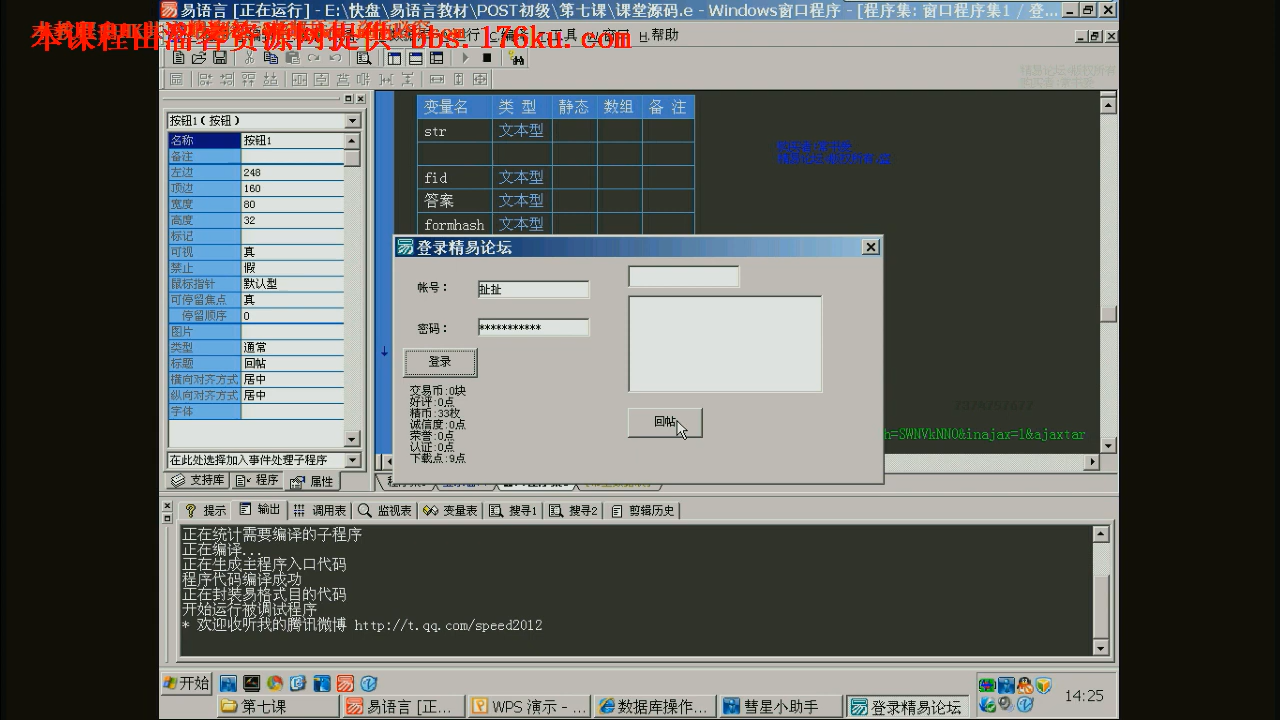 易语言 [正在运行] - E:\快盘\易语言教材\POST初级\第七课\课堂源码.e - Windows窗口程序 - [程序集: 窗口程序集1 / 登...
本课程由潘睿资源网提供 bbs.176ku.com
C.编译 T.工具 W.窗口 H.帮助
按钮1 ( 按钮 )
名称 按钮1
备注
左边 248
顶边 160
宽度 80
高度 32
标记
可视 真
禁止 假
鼠标指针 默认型
可停留焦点 真
停留顺序 0
图片
类型 通常
标题 回帖
横向对齐方式 居中
纵向对齐方式 居中
字体
在此处选择加入事件处理子程序
支持库 程序 属性
变量名 类 型 静态 数组 备 注
str 文本型
fid 文本型
答案 文本型
formhash 文本型
登录精易论坛
帐号：
扯扯
密码：
***********
登录
交易币:0块
好评:0点
精币:33枚
诚信度:0点
荣誉:0点
认证:0点
下载点:9点
回帖
h=SWNVkNNO&inajax=1&ajaxtar
提示 输出 调用表 监视表 变量表 搜寻1 搜寻2 剪辑历史
正在统计需要编译的子程序
正在编译...
正在生成主程序入口代码
程序代码编译成功
正在封装易格式目的代码
开始运行被调试程序
* 欢迎收听我的腾讯微博 http://t.qq.com/speed2012
开始
第七课 易语言 [正... WPS 演示 - ... 数据库操作... 彗星小助手 登录精易论坛
14:25